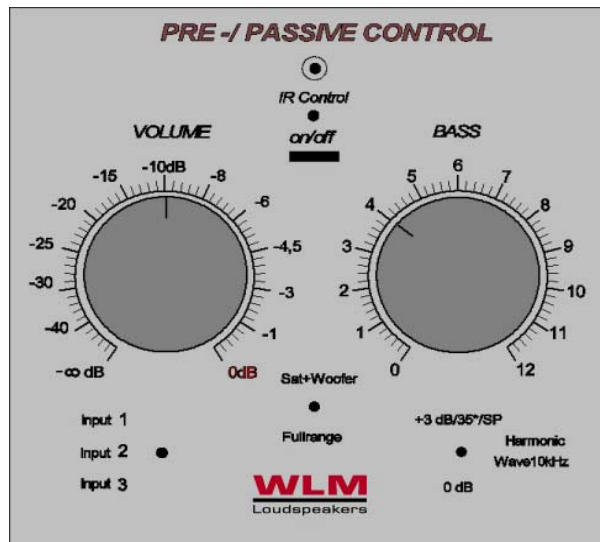 PRE -/ PASSIVE CONTROL
IR Control
on/off
VOLUME
-∞ dB
-40
-30
-25
-20
-15
-10dB
-8
-6
-4,5
-3
-1
0dB
BASS
0
1
2
3
4
5
6
7
8
9
10
11
12
Sat+Woofer
Fullrange
Input 1
Input 2
Input 3
+3 dB/35*/SP
Harmonic
Wave10kHz
0 dB
WLM
Loudspeakers